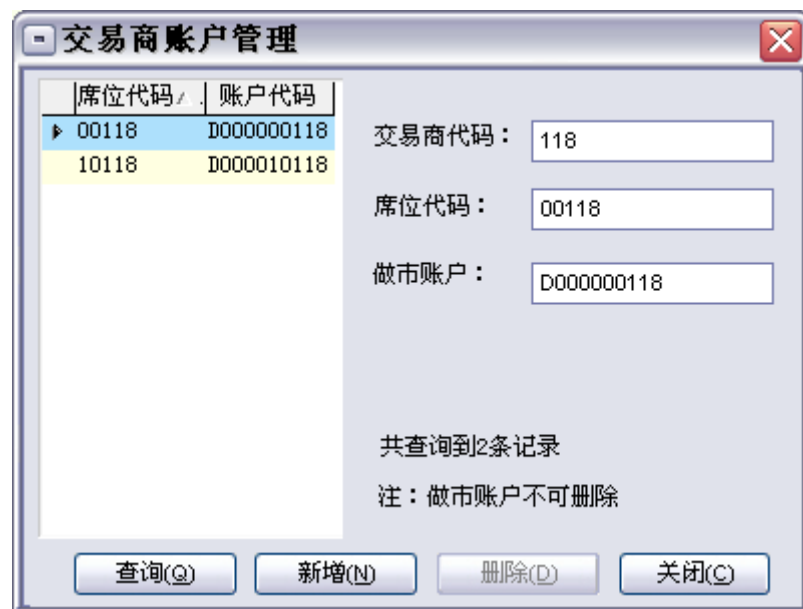 交易商账户管理
席位代码 账户代码
00118 D000000118
10118 D000010118
交易商代码： 118
席位代码： 00118
做市账户： D000000118
共查询到2条记录
注：做市账户不可删除
查询(Q) 新增(N) 删除(D) 关闭(C)